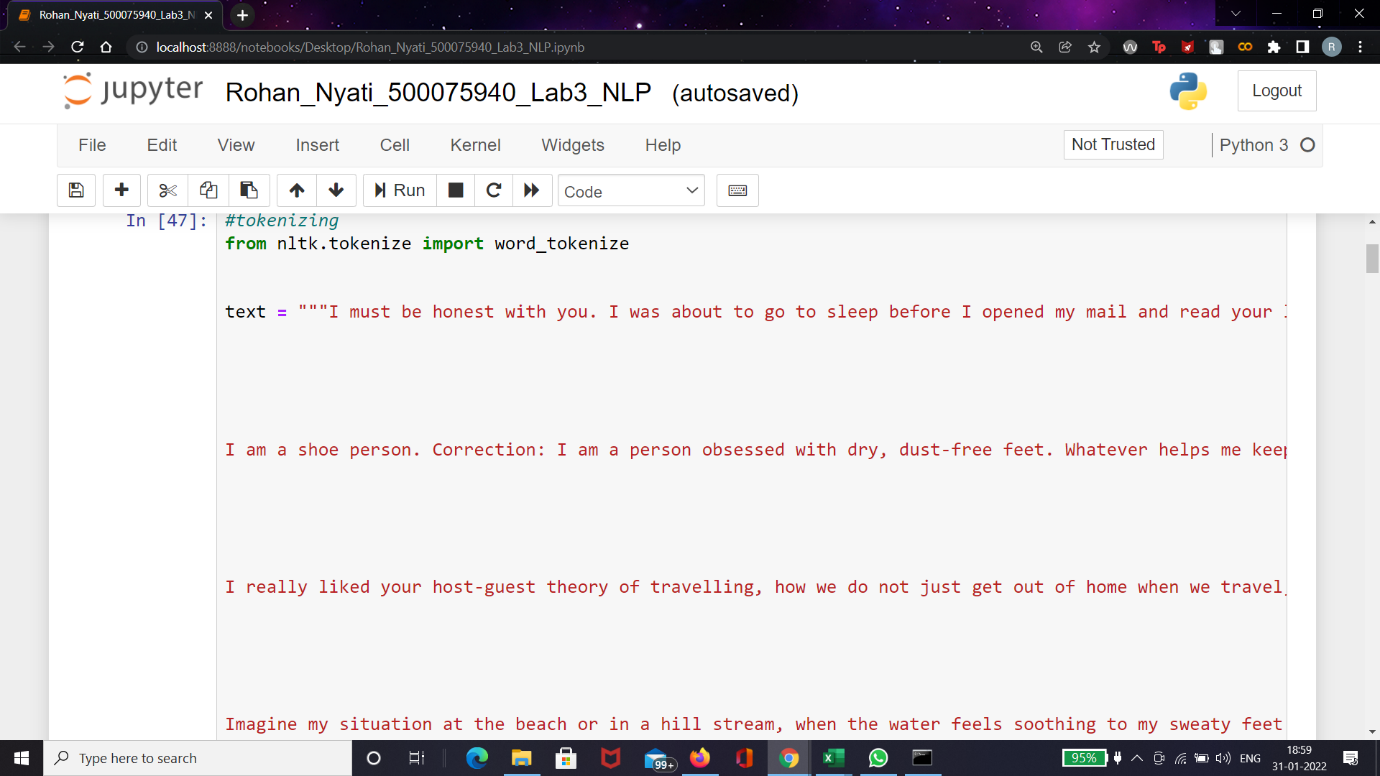 Rohan_Nyati_500075940_Lab3_N
localhost:8888/notebooks/Desktop/Rohan_Nyati_500075940_Lab3_NLP.ipynb
Tp
R
jupyter Rohan_Nyati_500075940_Lab3_NLP (autosaved)
Logout
File Edit View Insert Cell Kernel Widgets Help
Not Trusted
Python 3
Run
Code
In [47]: #tokenizing
from nltk.tokenize import word_tokenize
text = """I must be honest with you. I was about to go to sleep before I opened my mail and read your
I am a shoe person. Correction: I am a person obsessed with dry, dust-free feet. Whatever helps me keep
I really liked your host-guest theory of travelling, how we do not just get out of home when we travel,
Imagine my situation at the beach or in a hill stream, when the water feels soothing to my sweaty feet
Type here to search
99+
95%
ENG
18:59
31-01-2022